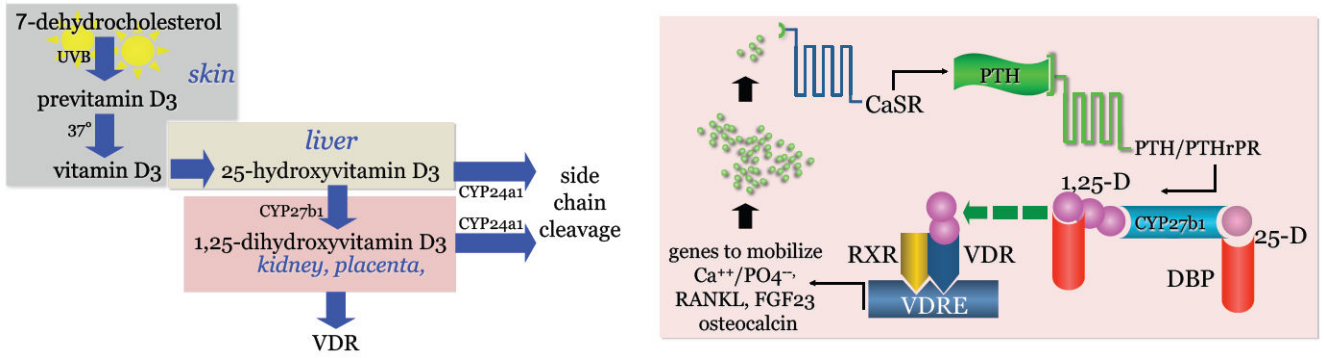 7-dehydrocholesterol
UVB
skin
previtamin D3
37°
vitamin D3
liver
25-hydroxyvitamin D3
CYP24a1
CYP27b1
CYP24a1
side
chain
cleavage
1,25-dihydroxyvitamin D3
kidney, placenta,
VDR
CaSR
PTH
PTH/PTHrPR
1,25-D
CYP27b1
25-D
DBP
RXR
VDR
VDRE
genes to mobilize
Ca⁺⁺/PO4⁻⁻,
RANKL, FGF23
osteocalcin